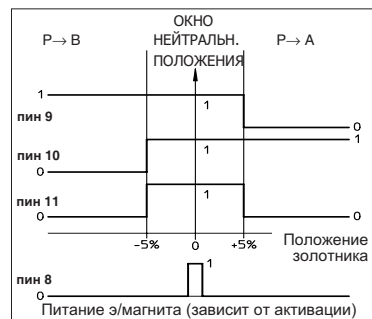 ОКНО
P→ B НЕЙТРАЛЬН. P→ A
ПОЛОЖЕНИЯ
1
1
пин 9
0
1
пин 10
1
0
пин 11
1
0 0
-5% 0 +5% Положение
золотника
пин 8
1
0
Питание э/магнита (зависит от активации)